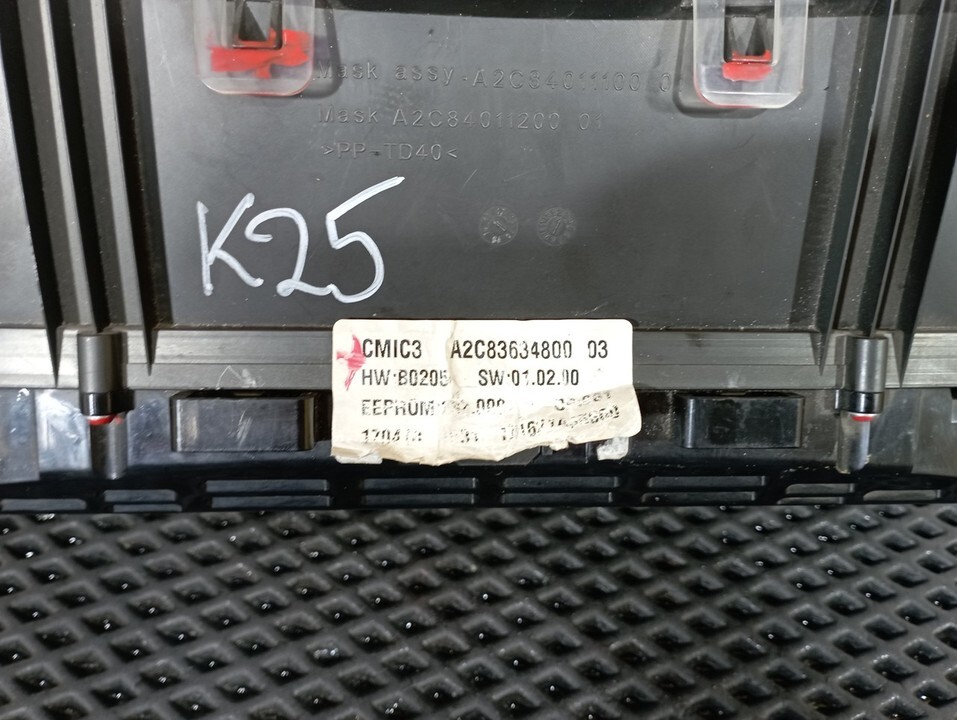 Mask assy. A2C84011100 0
Mask A2C84011200 01
>PP-TD40<
K25
CMIC3 A2C83634800 03
HW:B0205 SW:01.02.00
EEPROM